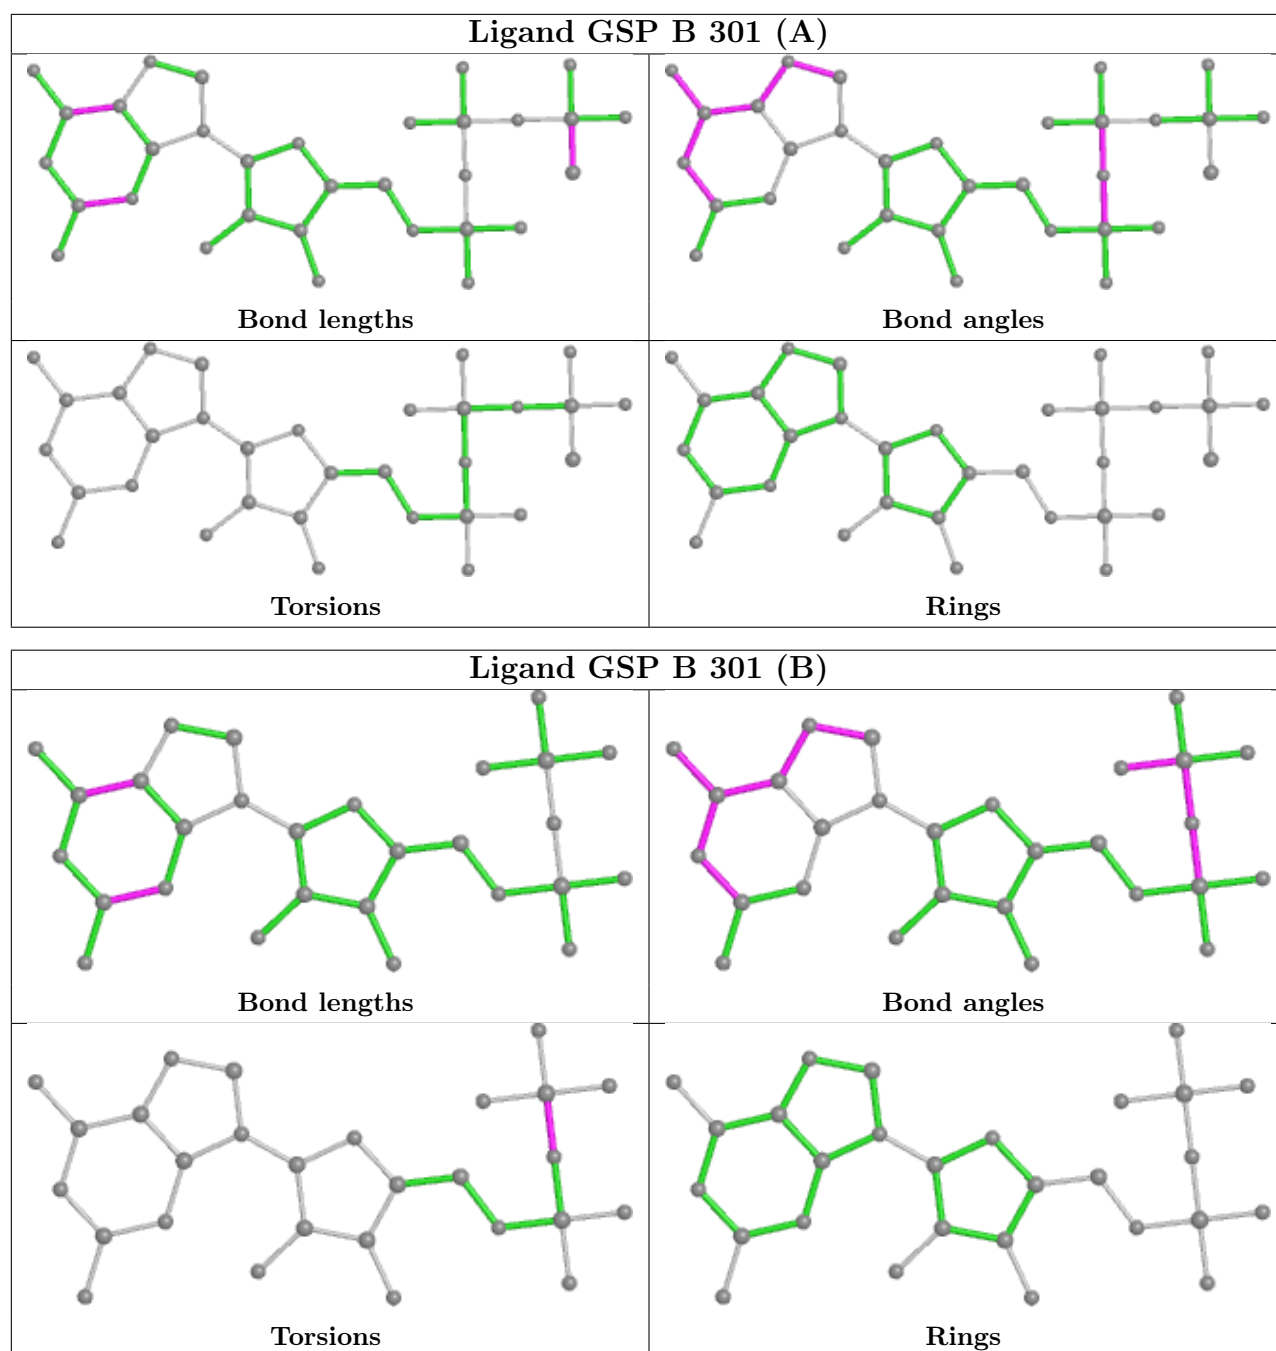 Ligand GSP B 301 (A)
Bond lengths
Bond angles
Torsions
Rings
Ligand GSP B 301 (B)
Bond lengths
Bond angles
Torsions
Rings